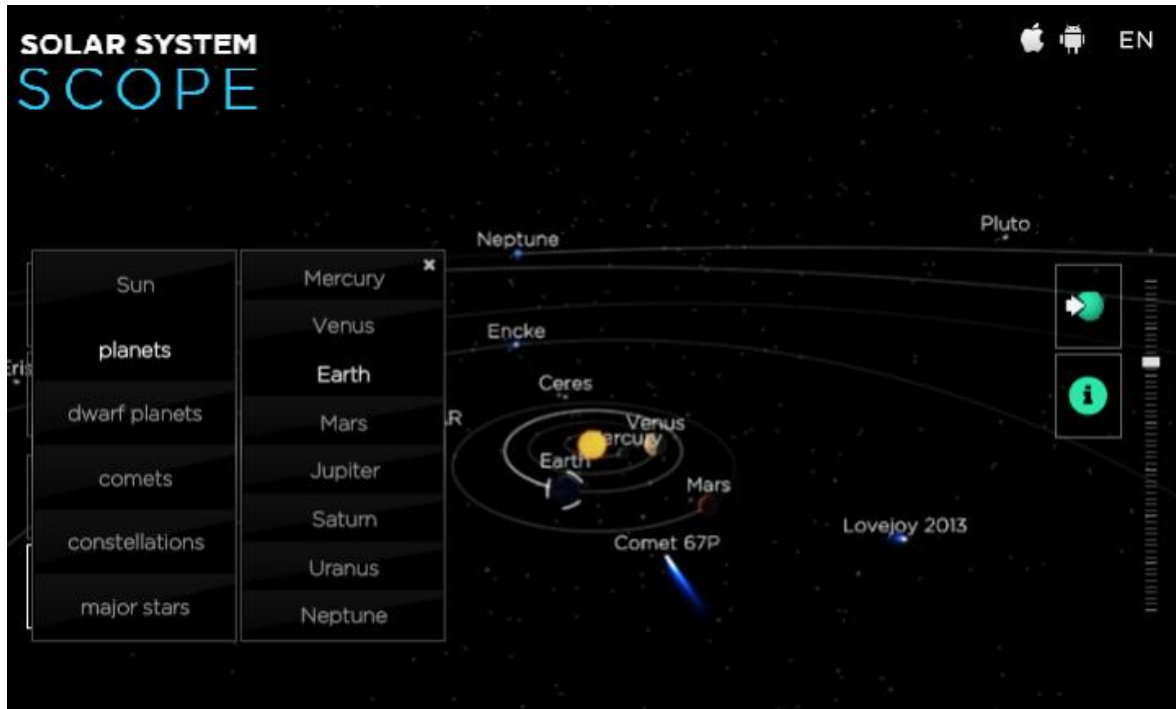 SOLAR SYSTEM
SCOPE
EN
Pluto
Neptune
Sun
planets
dwarf planets
comets
constellations
major stars
Mercury
Venus
Earth
Mars
Jupiter
Saturn
Uranus
Neptune
Encke
Ceres
Venus
Earth
Mars
Comet 67P
Lovejoy 2013